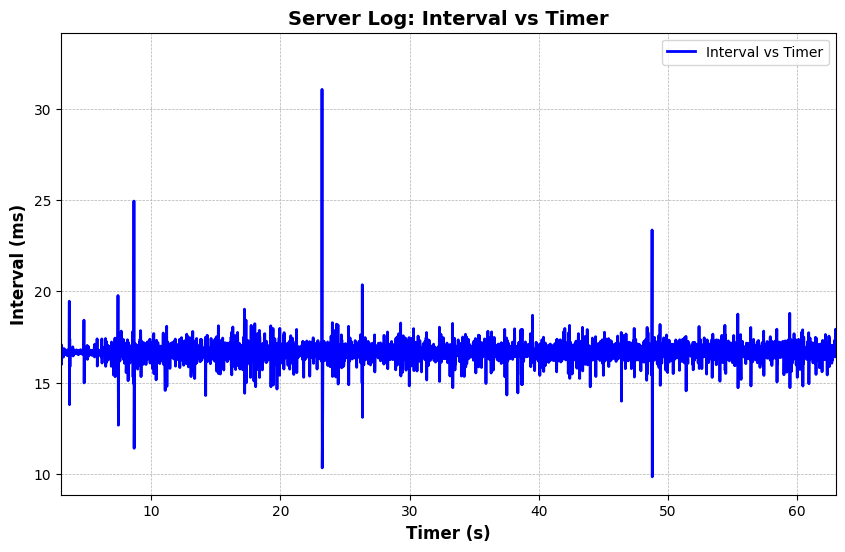 Server Log: Interval vs Timer
Interval vs Timer
30
25
20
15
10
Interval (ms)
10 20 30 40 50 60
Timer (s)